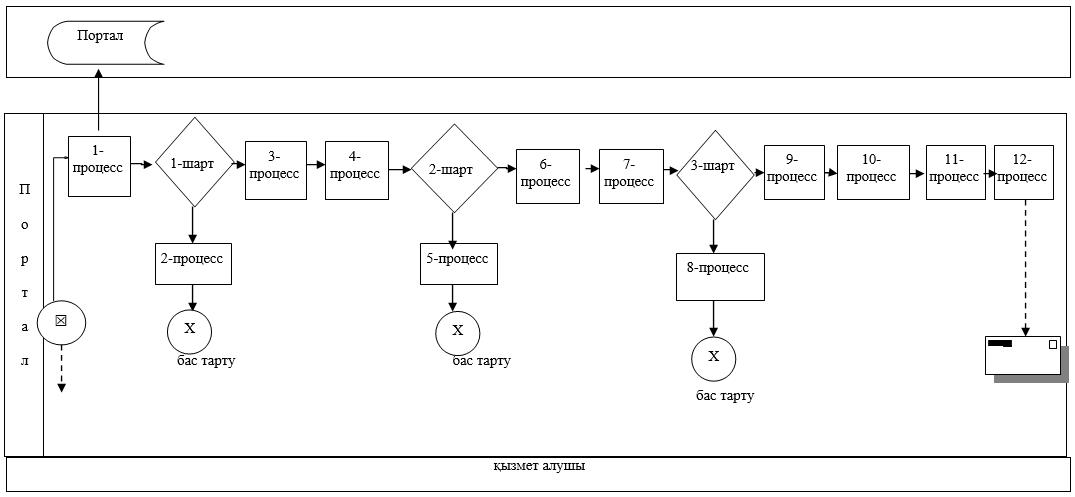 Портал
П
о
р
т
а
л
1-
процесс
1-шарт
3-
процесс
4-
процесс
2-шарт
6-
процесс
7-
процесс
3-шарт
9-
процесс
10-
процесс
11-
процесс
12-
процесс
2-процесс
5-процесс
8-процесс
X
бас тарту
X
бас тарту
X
бас тарту
қызмет алушы